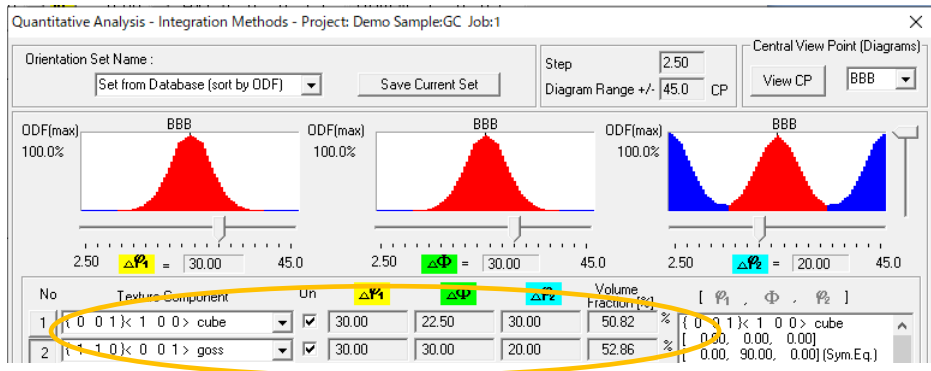 Quantitative Analysis - Integration Methods - Project: Demo Sample:GC Job:1
Orientation Set Name :
Set from Database (sort by ODF)
Save Current Set
Step 2.50
Diagram Range +/- 45.0 CP
Central View Point (Diagrams)
View CP BBB
ODF(max) BBB ODF(max) BBB ODF(max) BBB
100.0% 100.0% 100.0%
2.50 △φ1 = 30.00 45.0 2.50 △Φ = 30.00 45.0 2.50 △φ2 = 20.00 45.0
No Texture Component Un △φ1 △Φ △φ2 Volume Fraction [%] [ φ1 , Φ , φ2 ]
1 { 0 0 1 }< 1 0 0 > cube 30.00 22.50 30.00 50.82 % { 0 0 1 }< 1 0 0 > cube
[ 0.00, 0.00, 0.00]
2 { 1 1 0 }< 0 0 1 > goss 30.00 30.00 20.00 52.86 % [ 0.00, 90.00, 0.00] (Sym.Eq.)